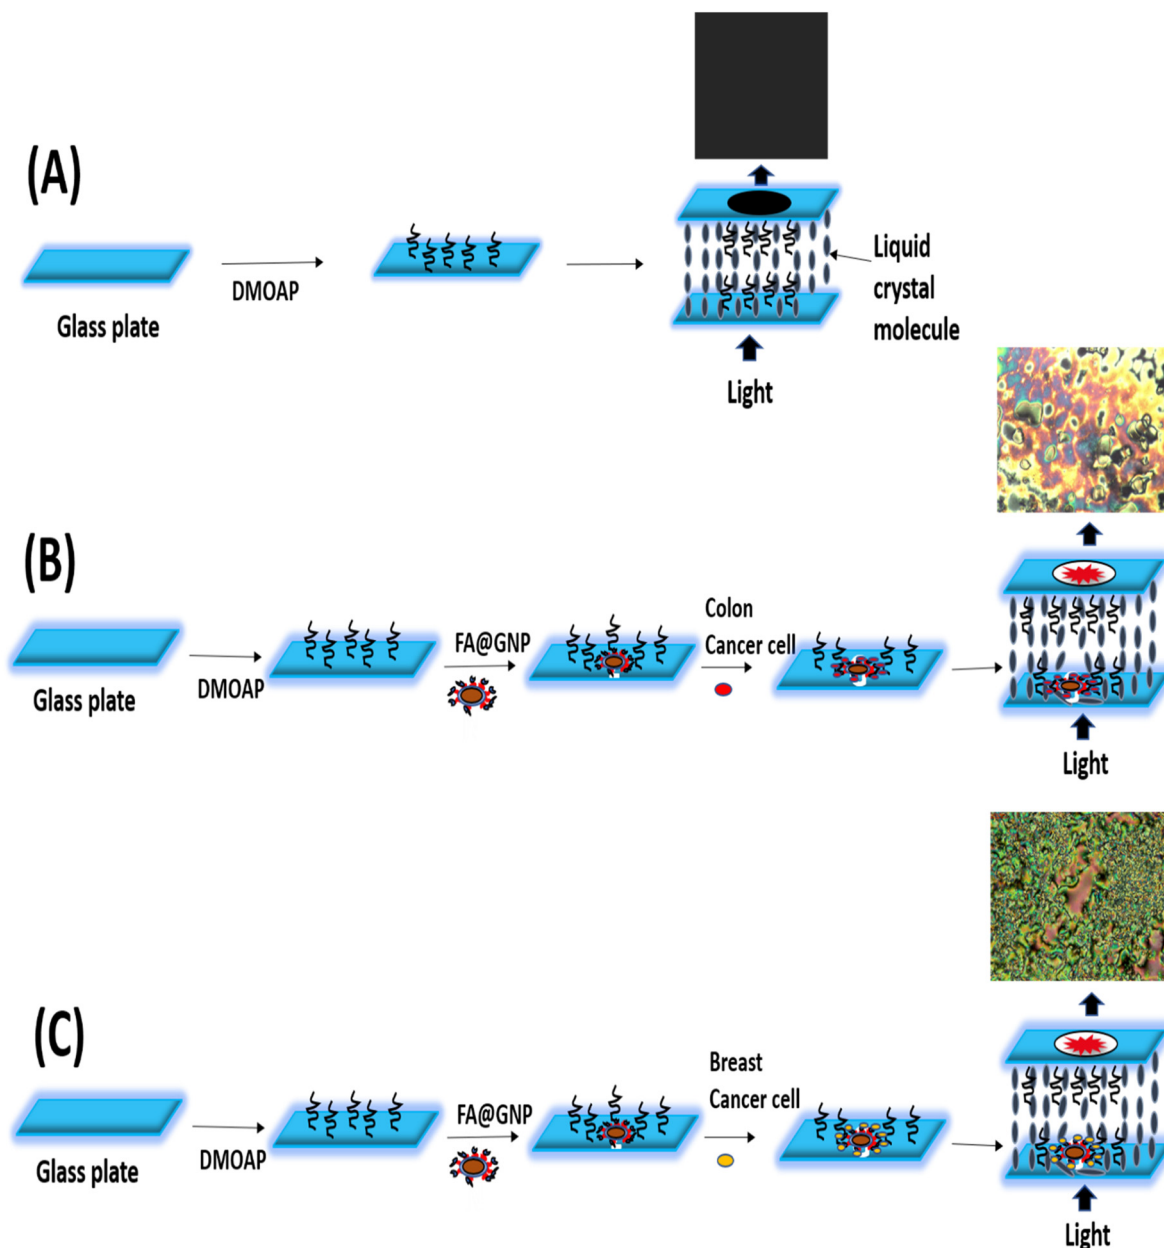 (A)
Glass plate
DMOAP
Liquid
crystal
molecule
Light
(B)
Glass plate
DMOAP
FA@GNP
Colon
Cancer cell
Light
(C)
Glass plate
DMOAP
FA@GNP
Breast
Cancer cell
Light